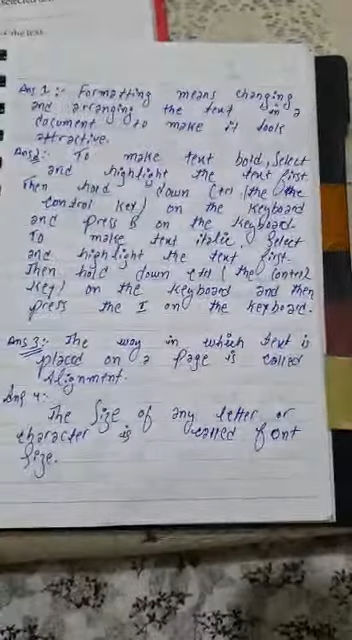 of the text.
Ans 1:- Formatting means changing
and arranging the text in a
document to make it look
attractive.
Ans 2:- To make text bold, select
and highlight the text first
Then hold down ctrl (the the
control key) on the keyboard
and press B on the keyboard.
To make text italic select
and highlight the text first.
Then hold down ctrl (the control
key) on the keyboard and then
press the I on the keyboard.
Ans 3:- The way in which text is
placed on a page is called
Alignment.
Ans 4:-
The Size of any letter or
character is called font
Size.